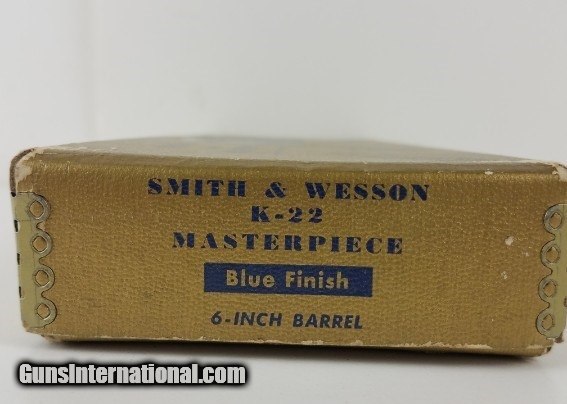 SMITH & WESSON
K-22
MASTERPIECE
Blue Finish
6-INCH BARREL
GunsInternational.com